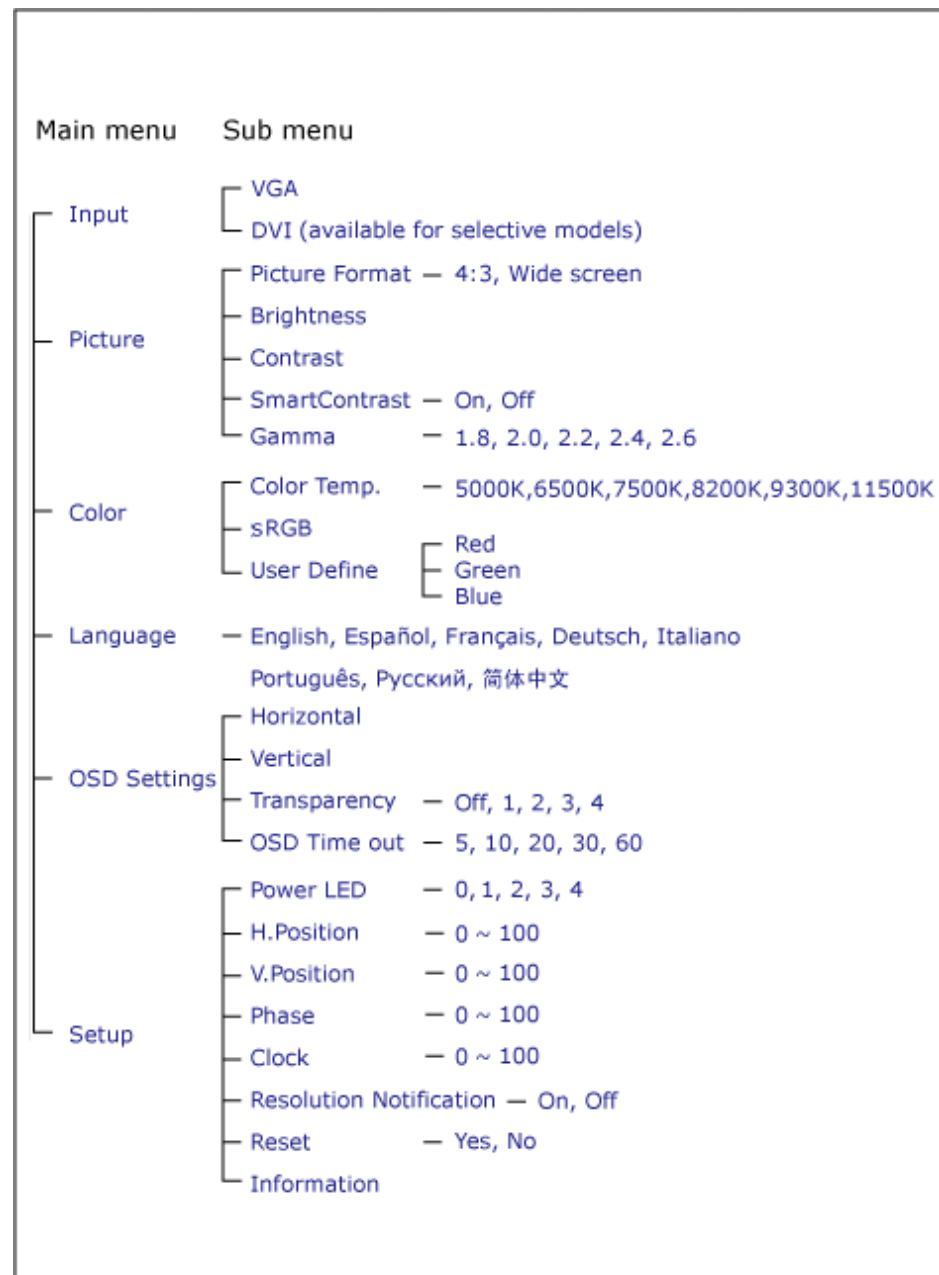 Main menu Sub menu
VGA
Input
DVI (available for selective models)
Picture Format — 4:3, Wide screen
Brightness
Picture
Contrast
SmartContrast — On, Off
Gamma — 1.8, 2.0, 2.2, 2.4, 2.6
Color Temp. — 5000K,6500K,7500K,8200K,9300K,11500K
Color
sRGB
Red
User Define Green
Blue
Language — English, Español, Français, Deutsch, Italiano
Português, Русский, 简体中文
Horizontal
Vertical
OSD Settings
Transparency — Off, 1, 2, 3, 4
OSD Time out — 5, 10, 20, 30, 60
Power LED — 0, 1, 2, 3, 4
H.Position — 0 ~ 100
V.Position — 0 ~ 100
Phase — 0 ~ 100
Setup
Clock — 0 ~ 100
Resolution Notification — On, Off
Reset — Yes, No
Information